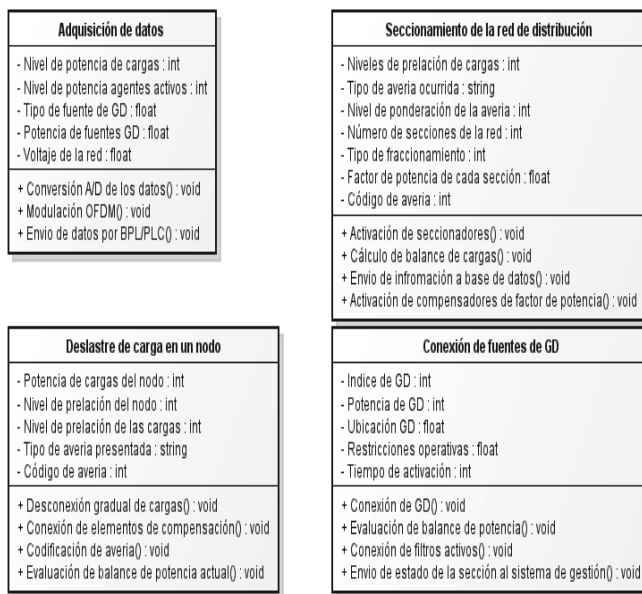 Adquisición de datos
- Nivel de potencia de cargas : int
- Nivel de potencia agentes activos : int
- Tipo de fuente de GD : float
- Potencia de fuentes GD : float
- Voltaje de la red : float
+ Conversión A/D de los datos() : void
+ Modulación OFDM() : void
+ Envio de datos por BPL/PLC() : void
Seccionamiento de la red de distribución
- Niveles de prelación de cargas : int
- Tipo de averia ocurrida : string
- Nivel de ponderación de la averia : int
- Número de secciones de la red : int
- Tipo de fraccionamiento : int
- Factor de potencia de cada sección : float
- Código de averia : int
+ Activación de seccionadores() : void
+ Cálculo de balance de cargas() : void
+ Envio de infromación a base de datos() : void
+ Activación de compensadores de factor de potencia() : void
Deslastre de carga en un nodo
- Potencia de cargas del nodo : int
- Nivel de prelación del nodo : int
- Nivel de prelación de las cargas : int
- Tipo de averia presentada : string
- Código de averia : int
+ Desconexión gradual de cargas() : void
+ Conexión de elementos de compensación() : void
+ Codificación de averia() : void
+ Evaluación de balance de potencia actual() : void
Conexión de fuentes de GD
- Indice de GD : int
- Potencia de GD : int
- Ubicación GD : float
- Restricciones operativas : float
- Tiempo de activación : int
+ Conexión de GD() : void
+ Evaluación de balance de potencia() : void
+ Conexión de filtros activos() : void
+ Envio de estado de la sección al sistema de gestión() : void